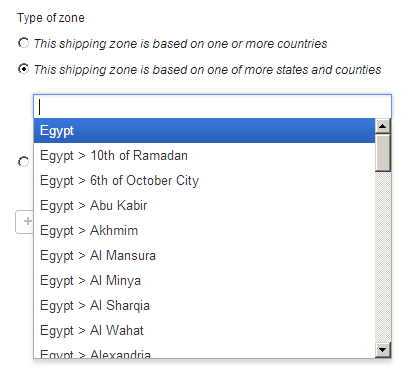 Type of zone
This shipping zone is based on one or more countries
This shipping zone is based on one of more states and counties
Egypt
Egypt > 10th of Ramadan
Egypt > 6th of October City
Egypt > Abu Kabir
Egypt > Akhmim
Egypt > Al Mansura
Egypt > Al Minya
Egypt > Al Sharqia
Egypt > Al Wahat
Egypt > Alexandria